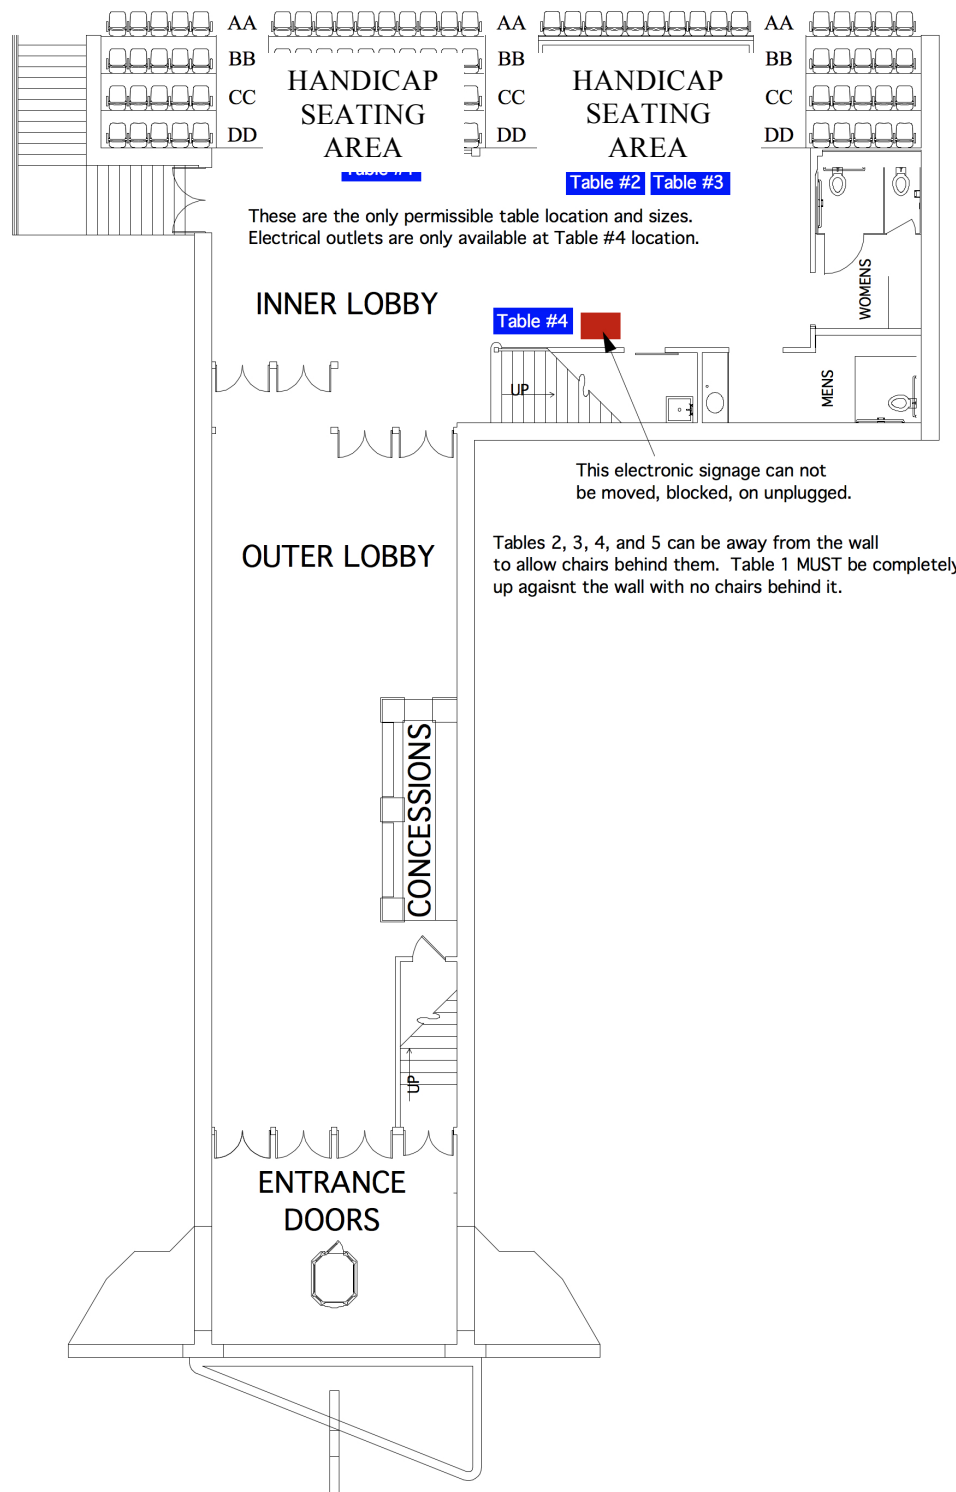 AA AA AA
BB BB BB
CC CC CC
DD DD DD
HANDICAP
SEATING
AREA
HANDICAP
SEATING
AREA
Table #1
Table #2 Table #3
These are the only permissible table location and sizes.
Electrical outlets are only available at Table #4 location.
WOMENS
INNER LOBBY
Table #4
UP
MENS
This electronic signage can not
be moved, blocked, on unplugged.
OUTER LOBBY
Tables 2, 3, 4, and 5 can be away from the wall
to allow chairs behind them. Table 1 MUST be completely
up agaisnt the wall with no chairs behind it.
CONCESSIONS
UP
ENTRANCE
DOORS